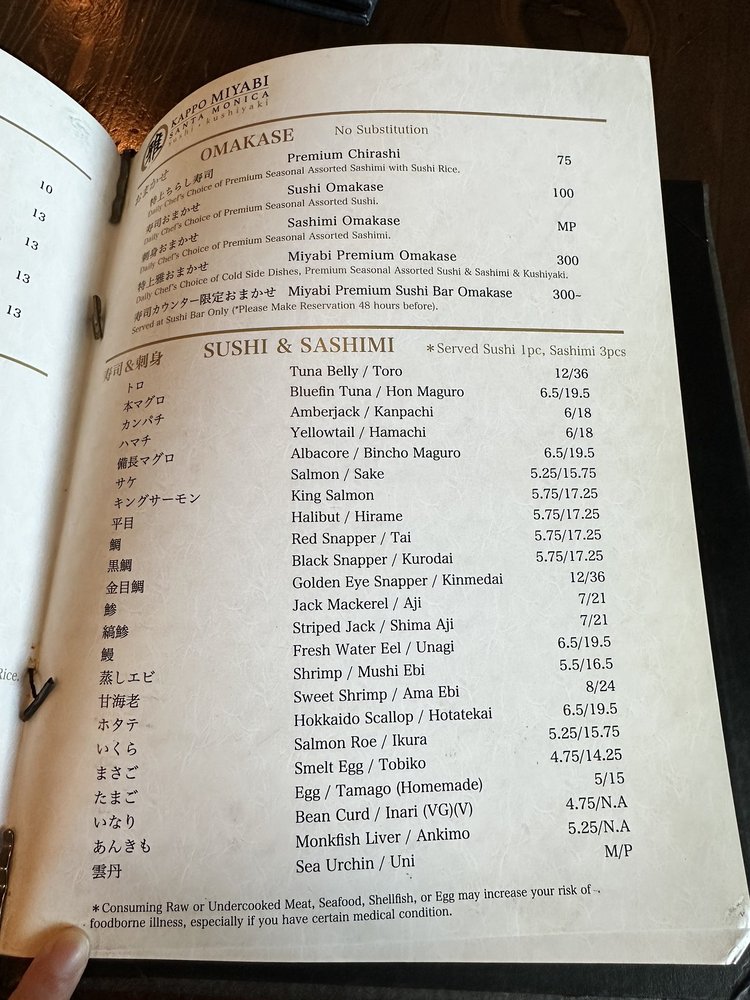 10
13
13
13
13
Rice.
雅 KAPPO MIYABI
SANTA MONICA
sushi・kushiyaki
おまかせ OMAKASE No Substitution
特上ちらし寿司 Premium Chirashi 75
Daily Chef's Choice of Premium Seasonal Assorted Sashimi with Sushi Rice.
寿司おまかせ Sushi Omakase 100
Daily Chef's Choice of Premium Seasonal Assorted Sushi.
刺身おまかせ Sashimi Omakase MP
Daily Chef's Choice of Premium Seasonal Assorted Sashimi.
特上雅おまかせ Miyabi Premium Omakase 300
Daily Chef's Choice of Cold Side Dishes, Premium Seasonal Assorted Sushi & Sashimi & Kushiyaki.
寿司カウンター限定おまかせ Miyabi Premium Sushi Bar Omakase 300~
Served at Sushi Bar Only (*Please Make Reservation 48 hours before).
寿司&刺身 SUSHI & SASHIMI *Served Sushi 1pc, Sashimi 3pcs
トロ Tuna Belly / Toro 12/36
本マグロ Bluefin Tuna / Hon Maguro 6.5/19.5
カンパチ Amberjack / Kanpachi 6/18
ハマチ Yellowtail / Hamachi 6/18
備長マグロ Albacore / Bincho Maguro 6.5/19.5
サケ Salmon / Sake 5.25/15.75
キングサーモン King Salmon 5.75/17.25
平目 Halibut / Hirame 5.75/17.25
鯛 Red Snapper / Tai 5.75/17.25
黒鯛 Black Snapper / Kurodai 5.75/17.25
金目鯛 Golden Eye Snapper / Kinmedai 12/36
鯵 Jack Mackerel / Aji 7/21
縞鯵 Striped Jack / Shima Aji 7/21
鰻 Fresh Water Eel / Unagi 6.5/19.5
蒸しエビ Shrimp / Mushi Ebi 5.5/16.5
甘海老 Sweet Shrimp / Ama Ebi 8/24
ホタテ Hokkaido Scallop / Hotatekai 6.5/19.5
いくら Salmon Roe / Ikura 5.25/15.75
まさご Smelt Egg / Tobiko 4.75/14.25
たまご Egg / Tamago (Homemade) 5/15
いなり Bean Curd / Inari (VG)(V) 4.75/N.A
あんきも Monkfish Liver / Ankimo 5.25/N.A
雲丹 Sea Urchin / Uni M/P
*Consuming Raw or Undercooked Meat, Seafood, Shellfish, or Egg may increase your risk of
foodborne illness, especially if you have certain medical condition.